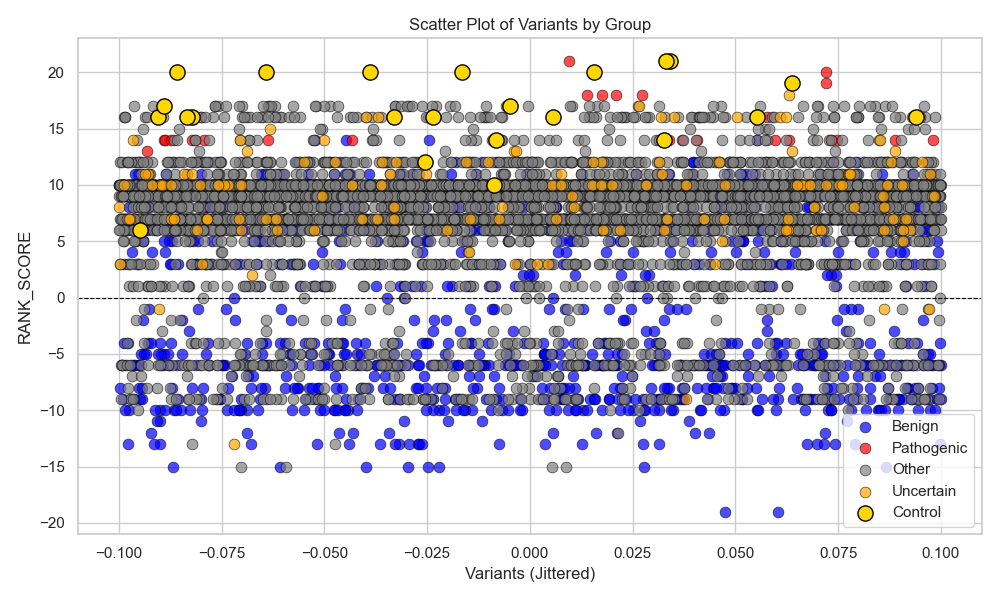 Scatter Plot of Variants by Group
RANK_SCORE
20
15
10
5
0
−5
−10
−15
−20
Benign
Pathogenic
Other
Uncertain
Control
−0.100 −0.075 −0.050 −0.025 0.000 0.025 0.050 0.075 0.100
Variants (Jittered)